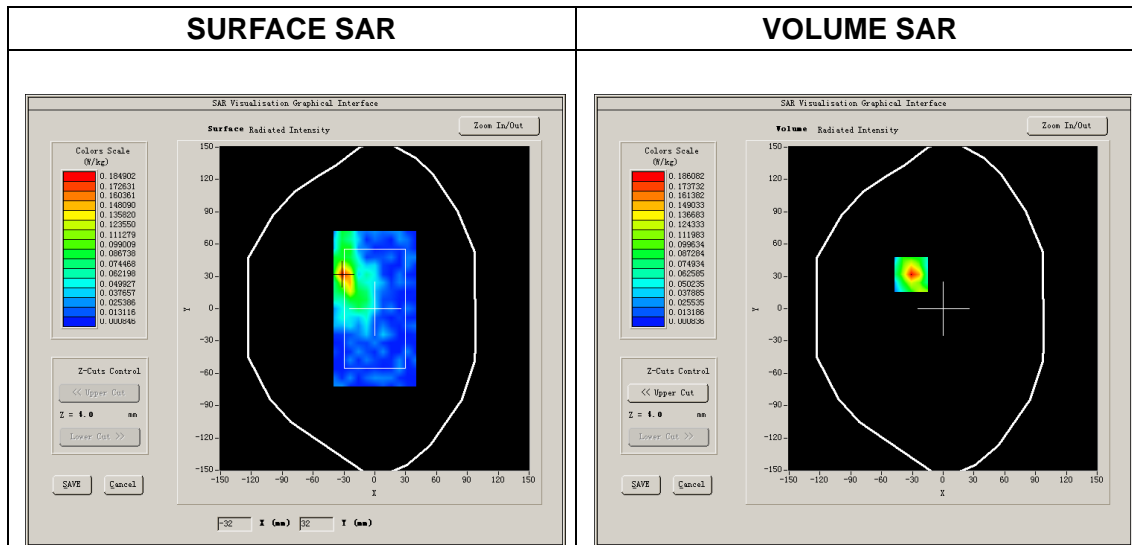 SURFACE SAR
VOLUME SAR
SAR Visualisation Graphical Interface
Surface Radiated Intensity
Zoom In/Out
Colors Scale
(W/kg)
0.184902
0.172631
0.160361
0.148090
0.135820
0.123550
0.111279
0.099009
0.086738
0.074468
0.062198
0.049927
0.037657
0.025386
0.013116
0.000846
Z-Cuts Control
<< Upper Cut
Z = 4.0 mm
Lower Cut >>
SAVE Cancel
150
90
60
30
0
-30
-60
-90
-120
-150
Y
-150 -120 -90 -60 -30 0 30 60 90 120 150
X
-32 X (mm) 32 Y (mm)
SAR Visualisation Graphical Interface
Volume Radiated Intensity
Zoom In/Out
Colors Scale
(W/kg)
0.186082
0.173732
0.161382
0.149033
0.136683
0.124333
0.111983
0.099634
0.087284
0.074934
0.062585
0.050235
0.037885
0.025535
0.013186
0.000836
Z-Cuts Control
<< Upper Cut
Z = 4.0 mm
Lower Cut >>
SAVE Cancel
150
90
60
30
0
-30
-60
-90
-120
-150
Y
-150 -120 -90 -60 -30 0 30 60 90 120 150
X